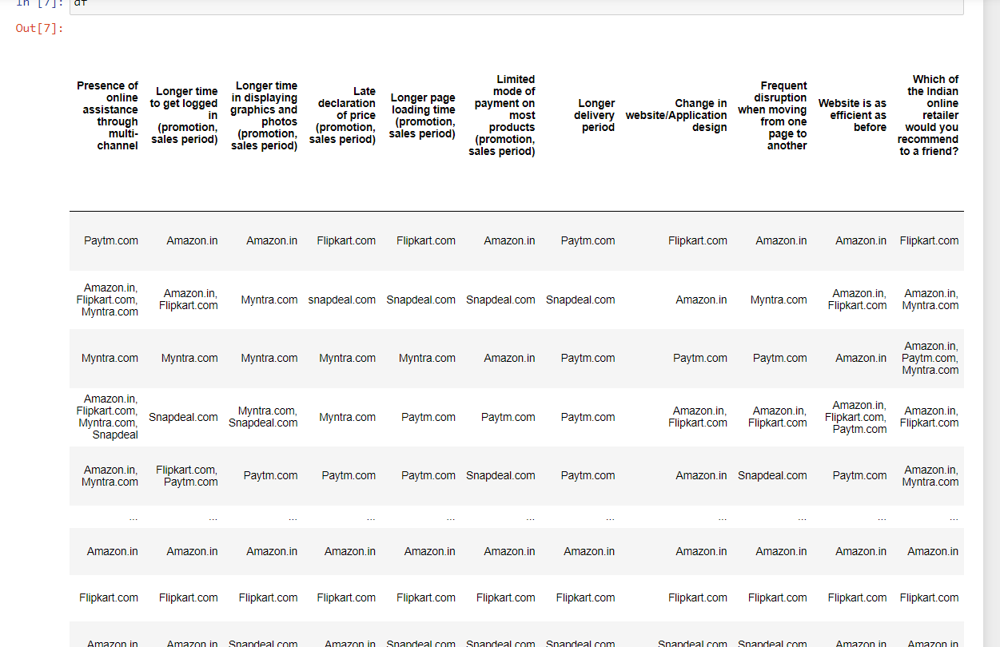 In [7]: df
Out[7]:
Presence of online assistance through multi-channel | Longer time to get logged in (promotion, sales period) | Longer time in displaying graphics and photos (promotion, sales period) | Late declaration of price (promotion, sales period) | Longer page loading time (promotion, sales period) | Limited mode of payment on most products (promotion, sales period) | Longer delivery period | Change in website/Application design | Frequent disruption when moving from one page to another | Website is as efficient as before | Which of the Indian online retailer would you recommend to a friend?
Paytm.com | Amazon.in | Amazon.in | Flipkart.com | Flipkart.com | Amazon.in | Paytm.com | Flipkart.com | Amazon.in | Amazon.in | Flipkart.com
Amazon.in, Flipkart.com, Myntra.com | Amazon.in, Flipkart.com | Myntra.com | snapdeal.com | Snapdeal.com | Snapdeal.com | Snapdeal.com | Amazon.in | Myntra.com | Amazon.in, Flipkart.com | Amazon.in, Myntra.com
Myntra.com | Myntra.com | Myntra.com | Myntra.com | Myntra.com | Amazon.in | Paytm.com | Paytm.com | Paytm.com | Amazon.in | Amazon.in, Paytm.com, Myntra.com
Amazon.in, Flipkart.com, Myntra.com, Snapdeal | Snapdeal.com | Myntra.com, Snapdeal.com | Myntra.com | Paytm.com | Paytm.com | Paytm.com | Amazon.in, Flipkart.com | Amazon.in, Flipkart.com | Amazon.in, Flipkart.com, Paytm.com | Amazon.in, Flipkart.com
Amazon.in, Myntra.com | Flipkart.com, Paytm.com | Paytm.com | Paytm.com | Paytm.com | Snapdeal.com | Paytm.com | Amazon.in | Snapdeal.com | Paytm.com | Amazon.in, Myntra.com
... | ... | ... | ... | ... | ... | ... | ... | ... | ... | ...
Amazon.in | Amazon.in | Amazon.in | Amazon.in | Amazon.in | Amazon.in | Amazon.in | Amazon.in | Amazon.in | Amazon.in | Amazon.in
Flipkart.com | Flipkart.com | Flipkart.com | Flipkart.com | Flipkart.com | Flipkart.com | Flipkart.com | Flipkart.com | Flipkart.com | Flipkart.com | Flipkart.com
Amazon.in | Amazon.in | Snapdeal.com | Amazon.in | Snapdeal.com | Snapdeal.com | Snapdeal.com | Snapdeal.com | Snapdeal.com | Amazon.in | Amazon.in